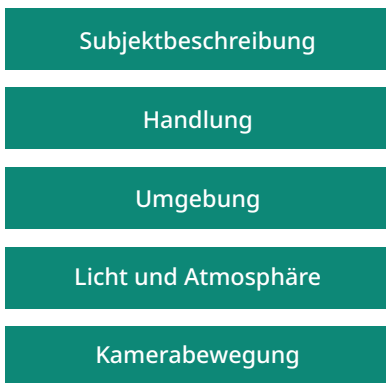 Subjektbeschreibung
Handlung
Umgebung
Licht und Atmosphäre
Kamerabewegung